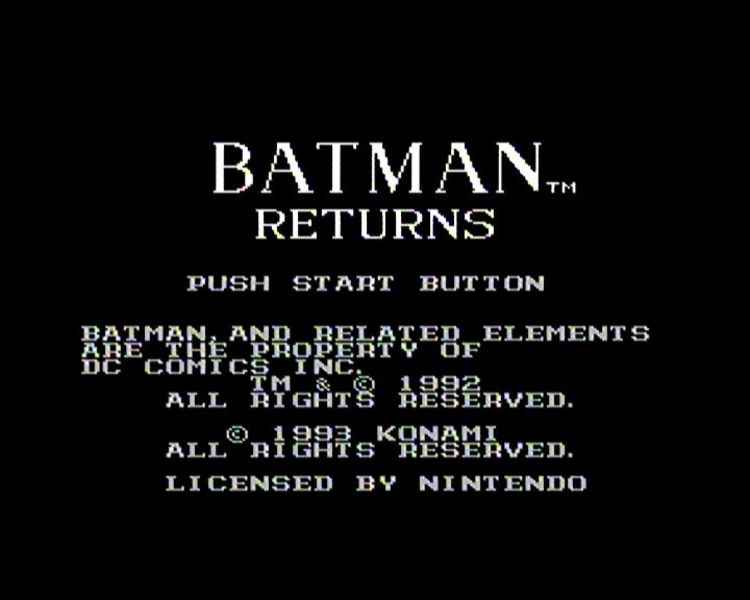 BATMAN™
RETURNS
PUSH START BUTTON
BATMAN, AND RELATED ELEMENTS
ARE THE PROPERTY OF
DC COMICS INC.
TM & © 1992
ALL RIGHTS RESERVED.
© 1993 KONAMI
ALL RIGHTS RESERVED.
LICENSED BY NINTENDO